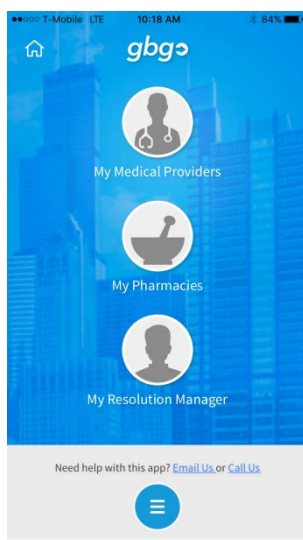 T-Mobile LTE 10:18 AM 84%
gbg
My Medical Providers
My Pharmacies
My Resolution Manager
Need help with this app? Email Us or Call Us